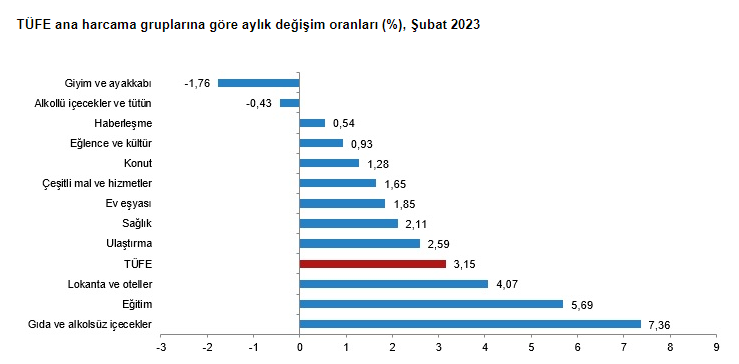 TÜFE ana harcama gruplarına göre aylık değişim oranları (%), Şubat 2023
Giyim ve ayakkabı -1,76
Alkollü içecekler ve tütün -0,43
Haberleşme 0,54
Eğlence ve kültür 0,93
Konut 1,28
Çeşitli mal ve hizmetler 1,65
Ev eşyası 1,85
Sağlık 2,11
Ulaştırma 2,59
TÜFE 3,15
Lokanta ve oteller 4,07
Eğitim 5,69
Gıda ve alkolsüz içecekler 7,36
-3 -2 -1 0 1 2 3 4 5 6 7 8 9